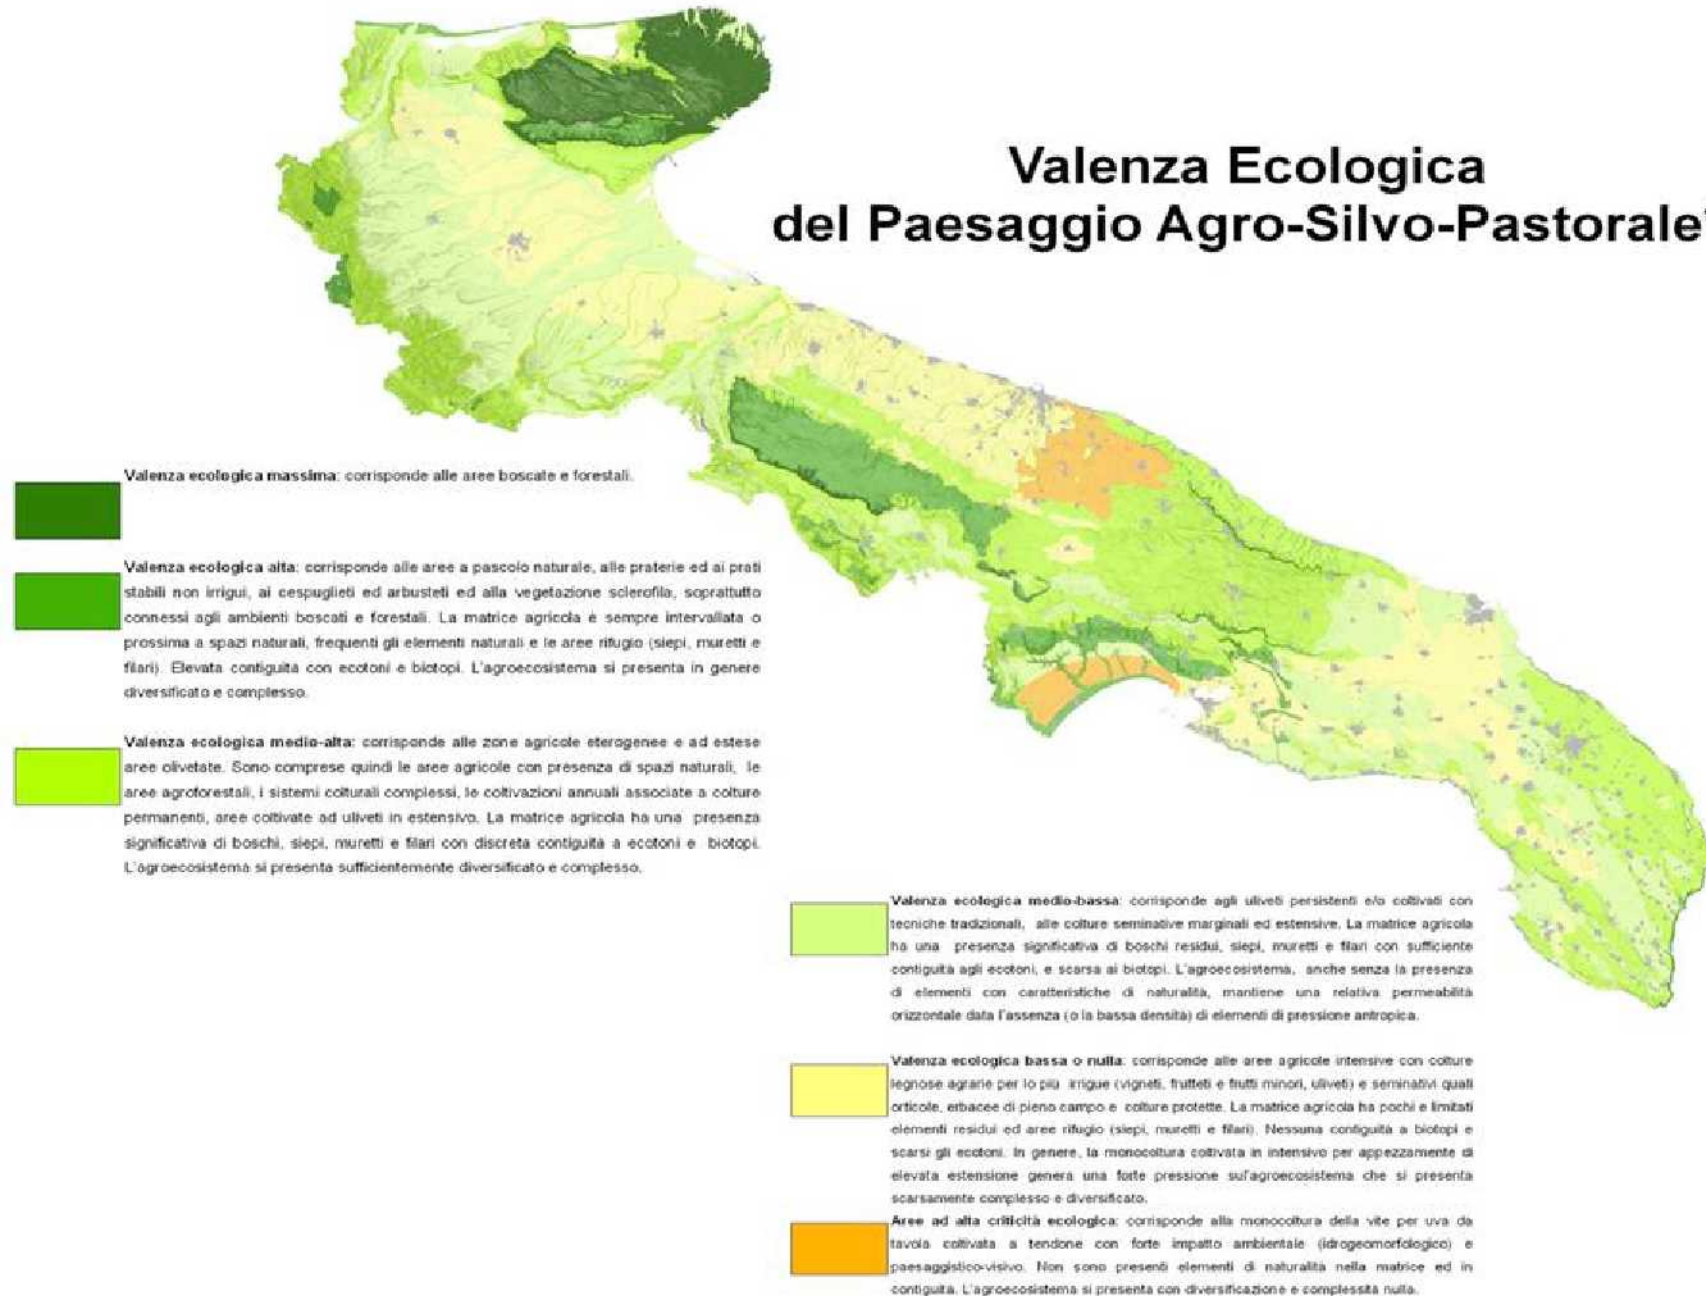 Valenza Ecologica
del Paesaggio Agro-Silvo-Pastorale
Valenza ecologica massima: corrisponde alle aree boscate e forestali.
Valenza ecologica alta: corrisponde alle aree a pascolo naturale, alle praterie ed ai prati
stabili non irrigui, ai cespuglieti ed arbusteti ed alla vegetazione sclerofila, soprattutto
connessi agli ambienti boscati e forestali. La matrice agricola è sempre intervallata o
prossima a spazi naturali, frequenti gli elementi naturali e le aree rifugio (siepi, muretti e
filari). Elevata contiguità con ecotoni e biotopi. L'agroecosistema si presenta in genere
diversificato e complesso.
Valenza ecologica medio-alta: corrisponde alle zone agricole eterogenee e ad estese
aree olivetate. Sono comprese quindi le aree agricole con presenza di spazi naturali, le
aree agroforestali, i sistemi colturali complessi, le coltivazioni annuali associate a colture
permanenti, aree coltivate ad uliveti in estensivo. La matrice agricola ha una presenza
significativa di boschi, siepi, muretti e filari con discreta contiguità a ecotoni e biotopi.
L'agroecosistema si presenta sufficientemente diversificato e complesso.
Valenza ecologica medio-bassa: corrisponde agli uliveti persistenti e/o coltivati con
tecniche tradizionali, alle colture seminative marginali ed estensive. La matrice agricola
ha una presenza significativa di boschi residui, siepi, muretti e filari con sufficiente
contiguità agli ecotoni, e scarsa ai biotopi. L'agroecosistema, anche senza la presenza
di elementi con caratteristiche di naturalità, mantiene una relativa permeabilità
orizzontale data l'assenza (o la bassa densità) di elementi di pressione antropica.
Valenza ecologica bassa o nulla: corrisponde alle aree agricole intensive con colture
legnose agrarie per lo più irrigue (vigneti, frutteti e frutti minori, uliveti) e seminativi quali
orticole, erbacee di pieno campo e colture protette. La matrice agricola ha pochi e limitati
elementi residui ed aree rifugio (siepi, muretti e filari). Nessuna contiguità a biotopi e
scarsi gli ecotoni. In genere, la monocoltura coltivata in intensivo per appezzamento di
elevata estensione genera una forte pressione sul'agroecosistema che si presenta
scarsamente complesso e diversificato.
Aree ad alta criticità ecologica: corrisponde alla monocoltura della vite per uva da
tavola coltivata a tendone con forte impatto ambientale (idrogeomorfologico) e
paesaggistico-visivo. Non sono presenti elementi di naturalità nella matrice ed in
contiguità. L'agroecosistema si presenta con diversificazione e complessità nulla.